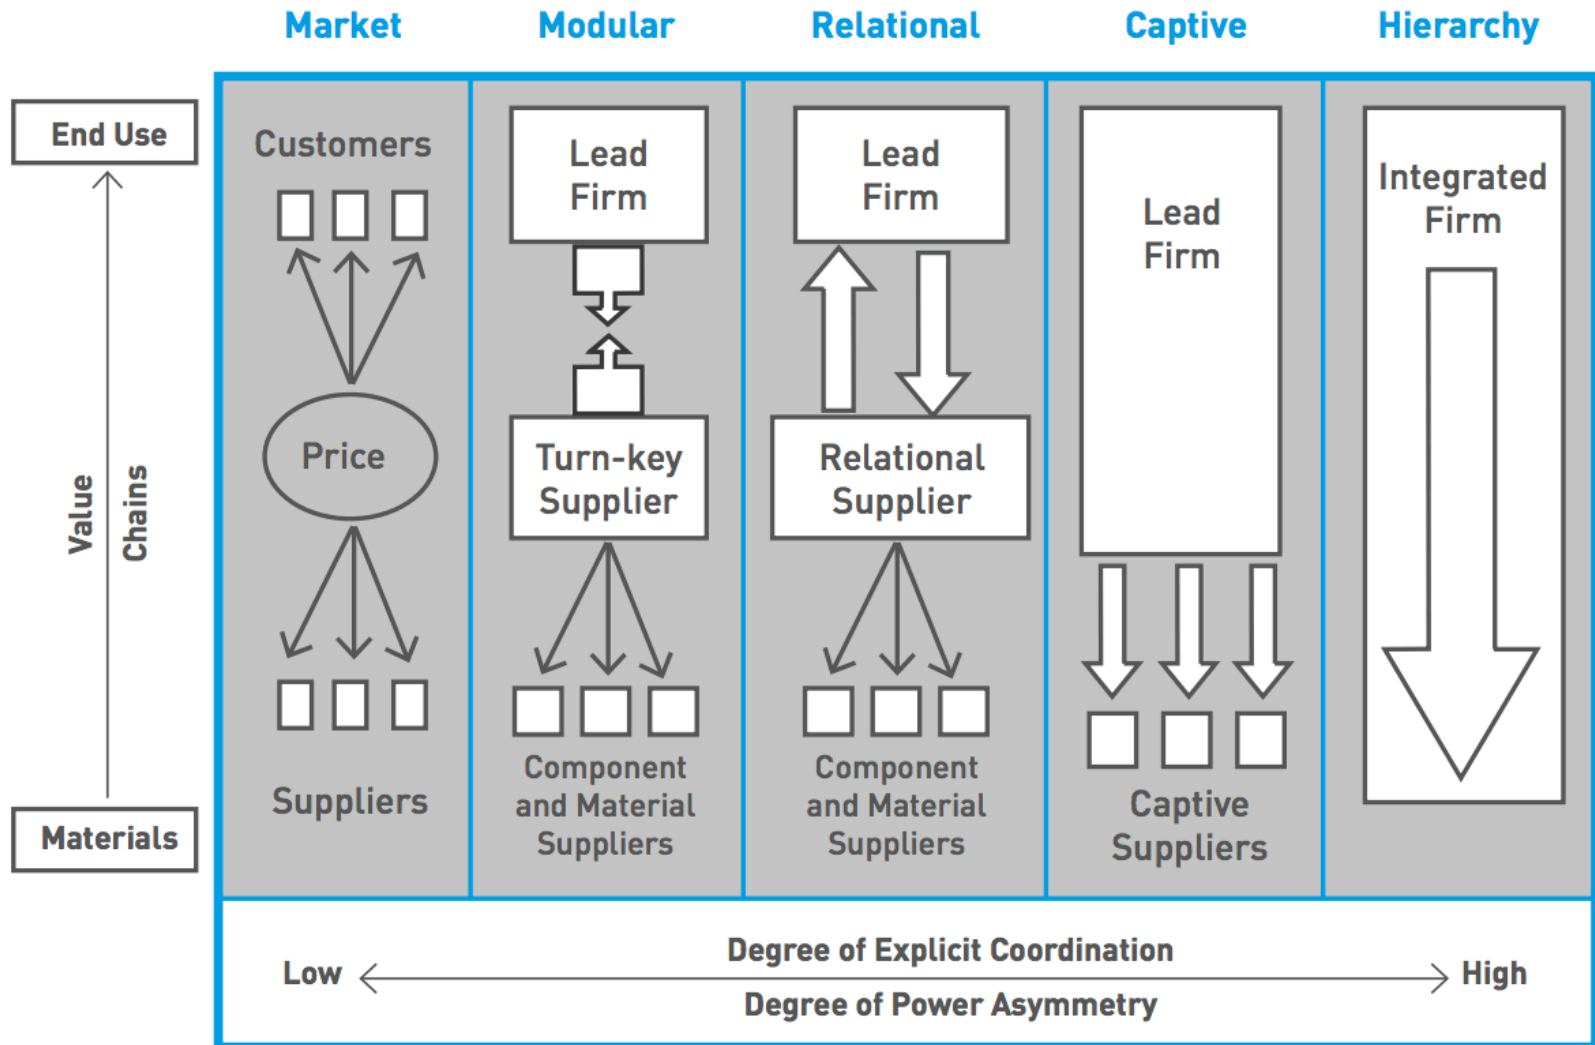 Market
Modular
Relational
Captive
Hierarchy
End Use
Value
Chains
Materials
Customers
Price
Suppliers
Lead
Firm
Turn-key
Supplier
Component
and Material
Suppliers
Lead
Firm
Relational
Supplier
Component
and Material
Suppliers
Lead
Firm
Captive
Suppliers
Integrated
Firm
Degree of Explicit Coordination
Low
High
Degree of Power Asymmetry